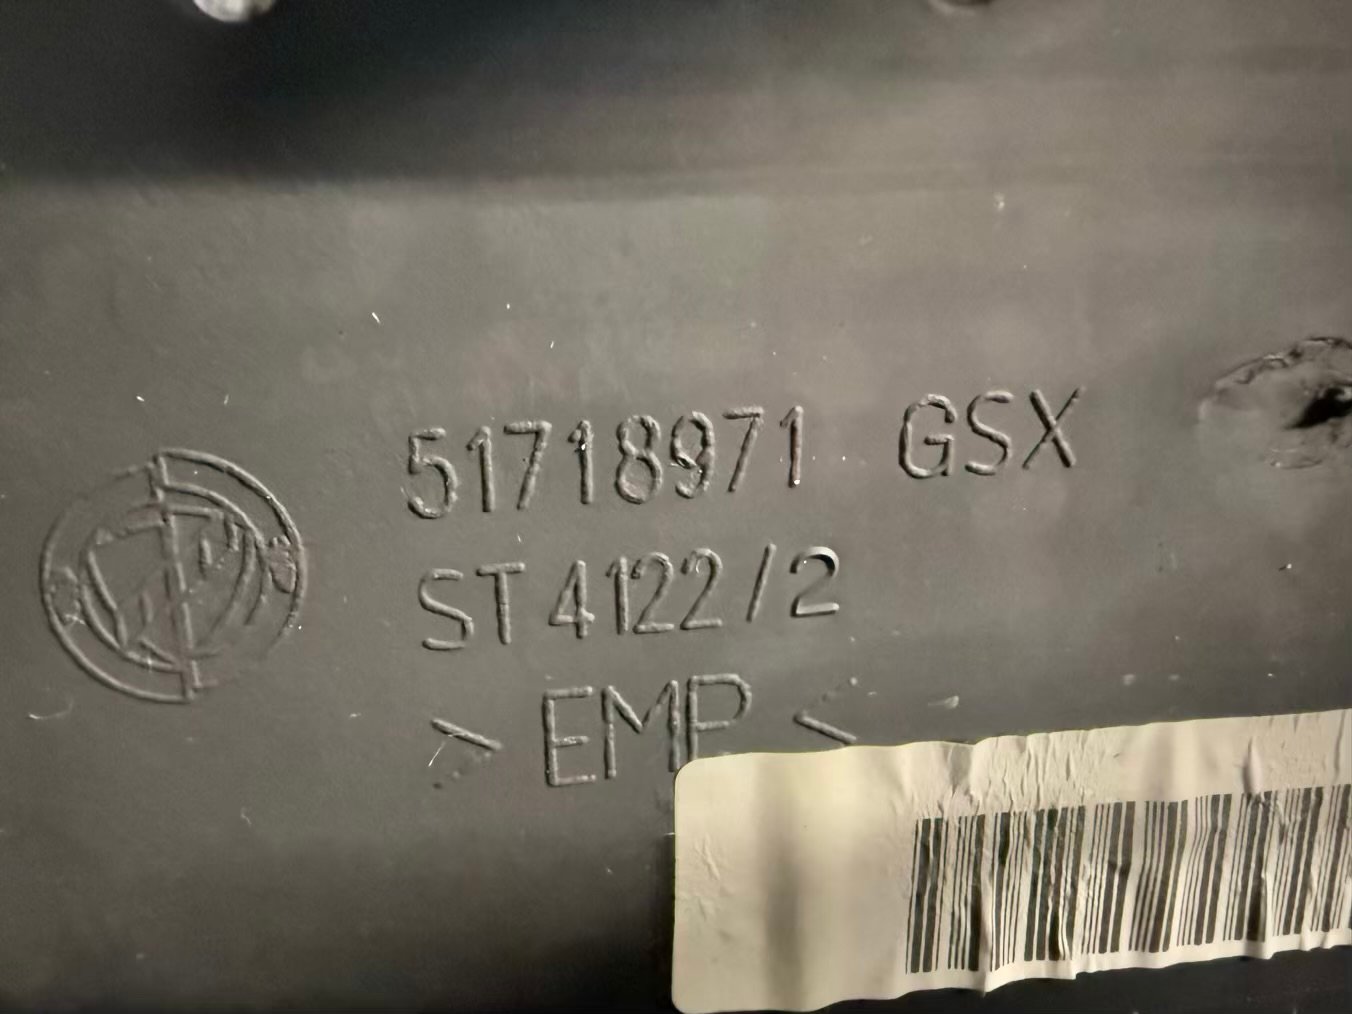 51718971 GSX
ST 4122/2
> EMP <